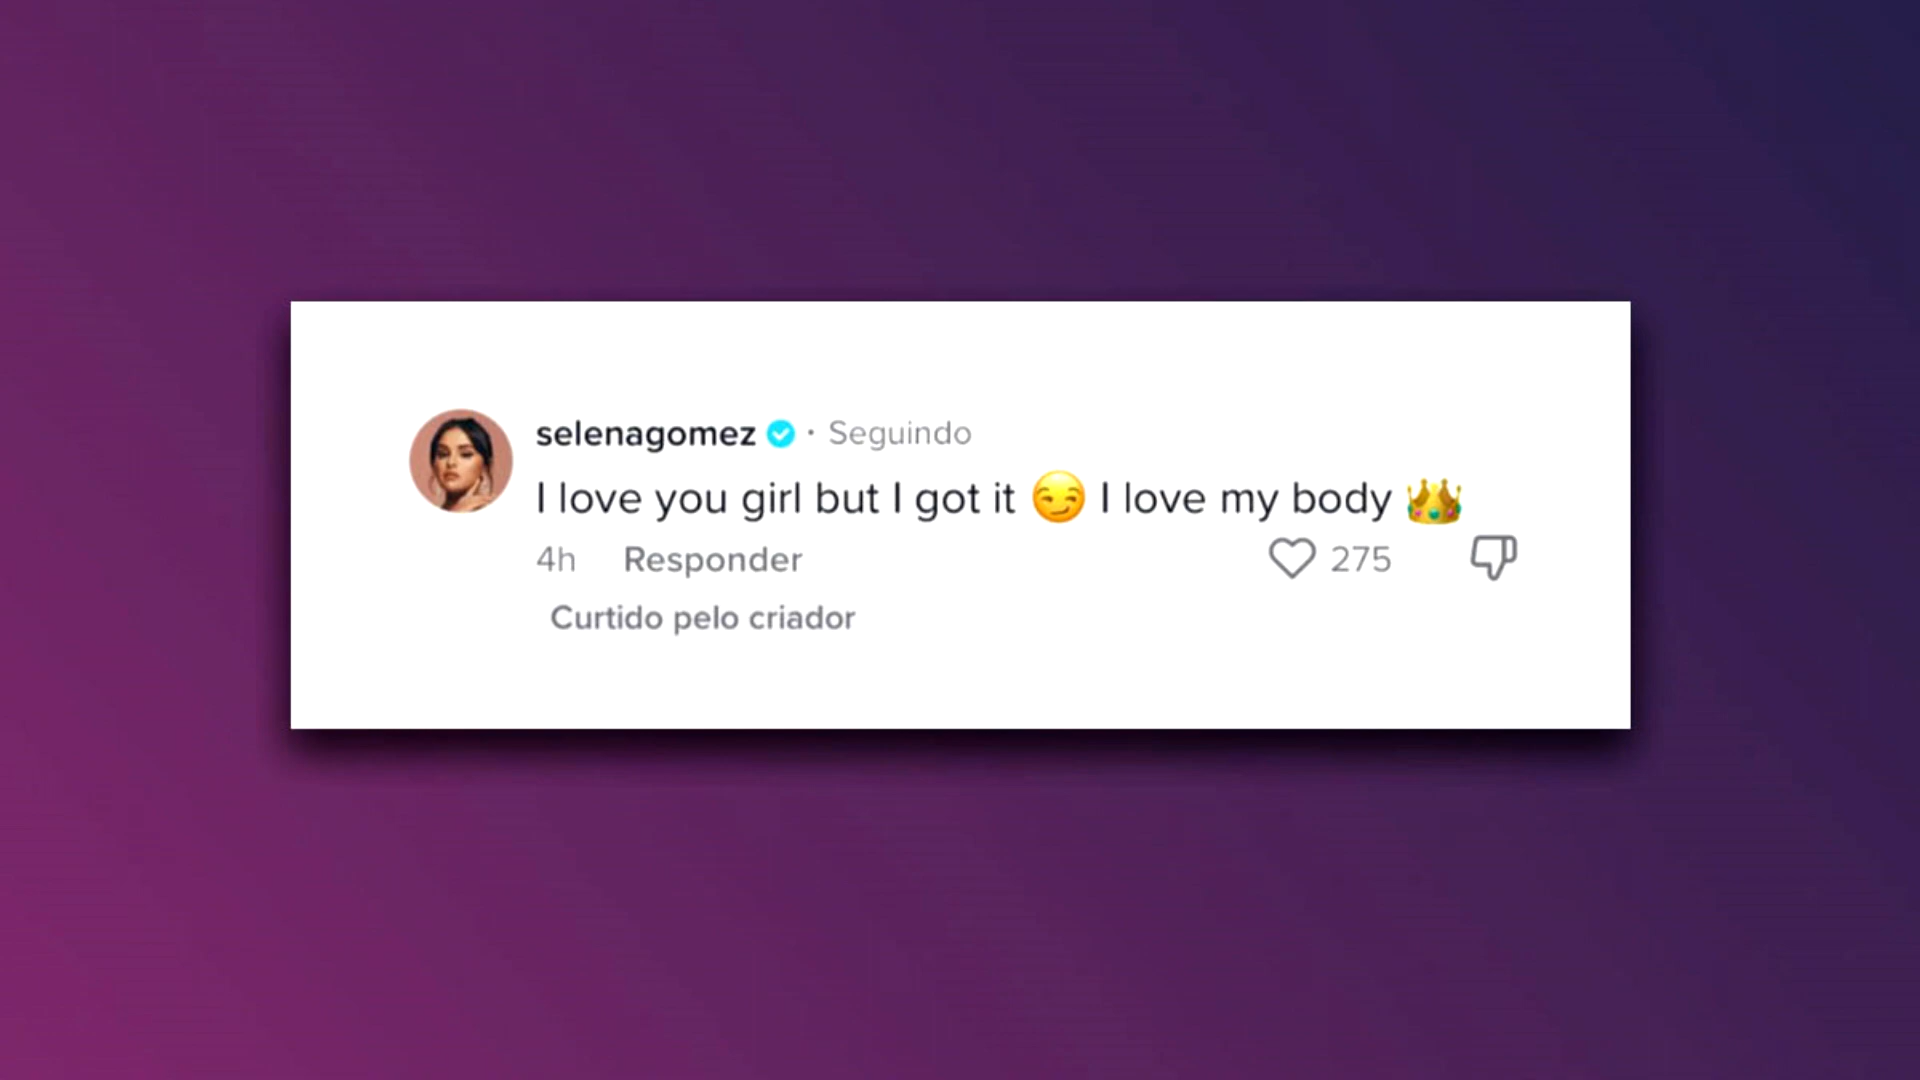 selenagomez · Seguindo
I love you girl but I got it 😏 I love my body 👑
4h Responder 275
Curtido pelo criador